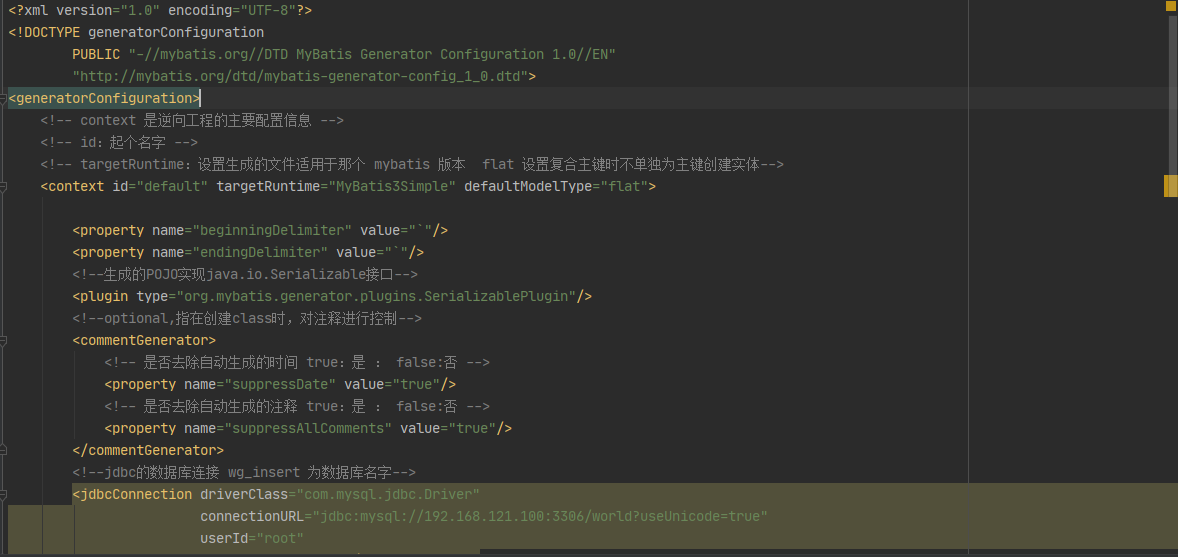 <?xml version="1.0" encoding="UTF-8"?>
<!DOCTYPE generatorConfiguration
        PUBLIC "-//mybatis.org//DTD MyBatis Generator Configuration 1.0//EN"
        "http://mybatis.org/dtd/mybatis-generator-config_1_0.dtd">
<generatorConfiguration>
    <!-- context 是逆向工程的主要配置信息 -->
    <!-- id：起个名字 -->
    <!-- targetRuntime：设置生成的文件适用于那个 mybatis 版本  flat 设置复合主键时不单独为主键创建实体-->
    <context id="default" targetRuntime="MyBatis3Simple" defaultModelType="flat">

        <property name="beginningDelimiter" value="`"/>
        <property name="endingDelimiter" value="`"/>
        <!--生成的POJO实现java.io.Serializable接口-->
        <plugin type="org.mybatis.generator.plugins.SerializablePlugin"/>
        <!--optional,指在创建class时，对注释进行控制-->
        <commentGenerator>
            <!-- 是否去除自动生成的时间 true：是 ： false:否 -->
            <property name="suppressDate" value="true"/>
            <!-- 是否去除自动生成的注释 true：是 ： false:否 -->
            <property name="suppressAllComments" value="true"/>
        </commentGenerator>
        <!--jdbc的数据库连接 wg_insert 为数据库名字-->
        <jdbcConnection driverClass="com.mysql.jdbc.Driver"
                        connectionURL="jdbc:mysql://192.168.121.100:3306/world?useUnicode=true"
                        userId="root"